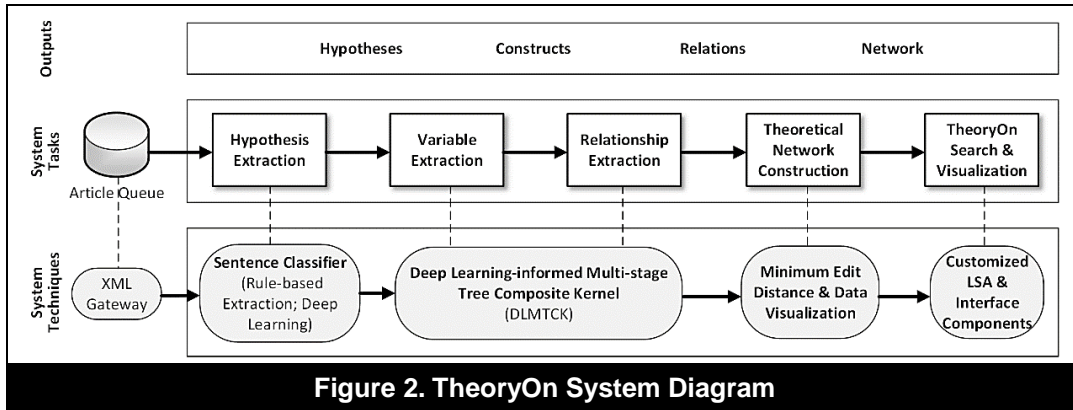 Outputs
Hypotheses Constructs Relations Network
System
Tasks
Article Queue
Hypothesis
Extraction
Variable
Extraction
Relationship
Extraction
Theoretical
Network
Construction
TheoryOn
Search &
Visualization
System
Techniques
XML
Gateway
Sentence Classifier
(Rule-based
Extraction; Deep
Learning)
Deep Learning-informed Multi-stage
Tree Composite Kernel
(DLMTCK)
Minimum Edit
Distance & Data
Visualization
Customized
LSA &
Interface
Components
Figure 2. TheoryOn System Diagram